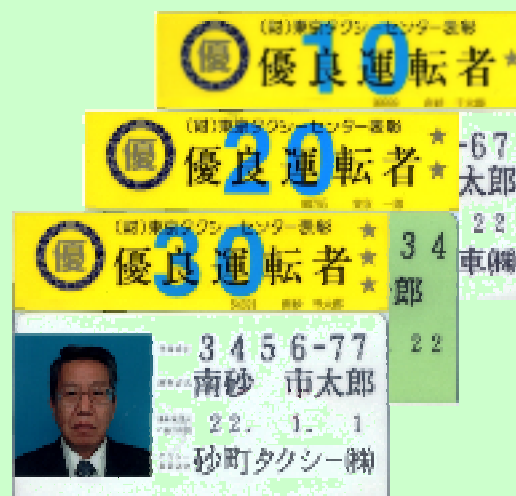 (財)東京タクシーセンター表彰
優 優良運転者 10
(財)東京タクシーセンター表彰
優 優良運転者 20
-67
太郎
22
車(株)
(財)東京タクシーセンター表彰
優 優良運転者 30
34
郎
22
3456-77
南砂 市太郎
22. 1. 1
砂町タクシー(株)